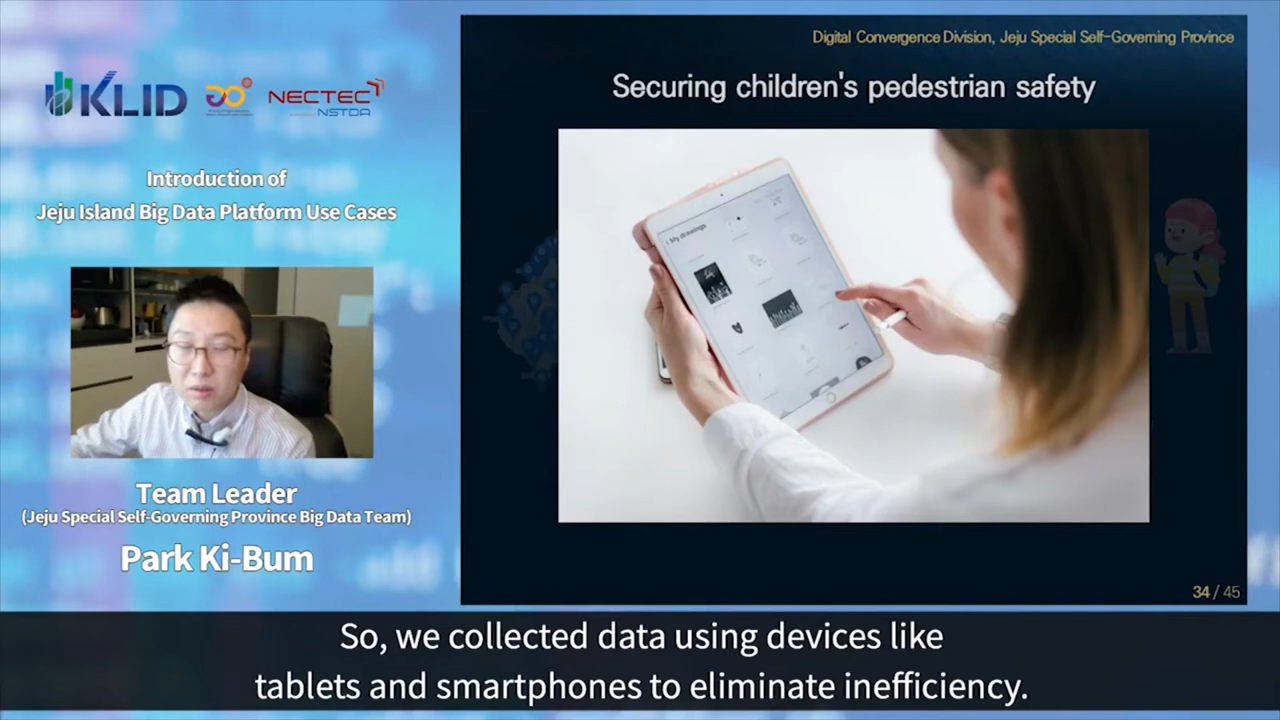 KLID
NECTEC
NSTDA
Introduction of
Jeju Island Big Data Platform Use Cases
Team Leader
(Jeju Special Self-Governing Province Big Data Team)
Park Ki-Bum
Digital Convergence Division, Jeju Special Self-Governing Province
Securing children's pedestrian safety
My drawings
34 / 45
So, we collected data using devices like
tablets and smartphones to eliminate inefficiency.